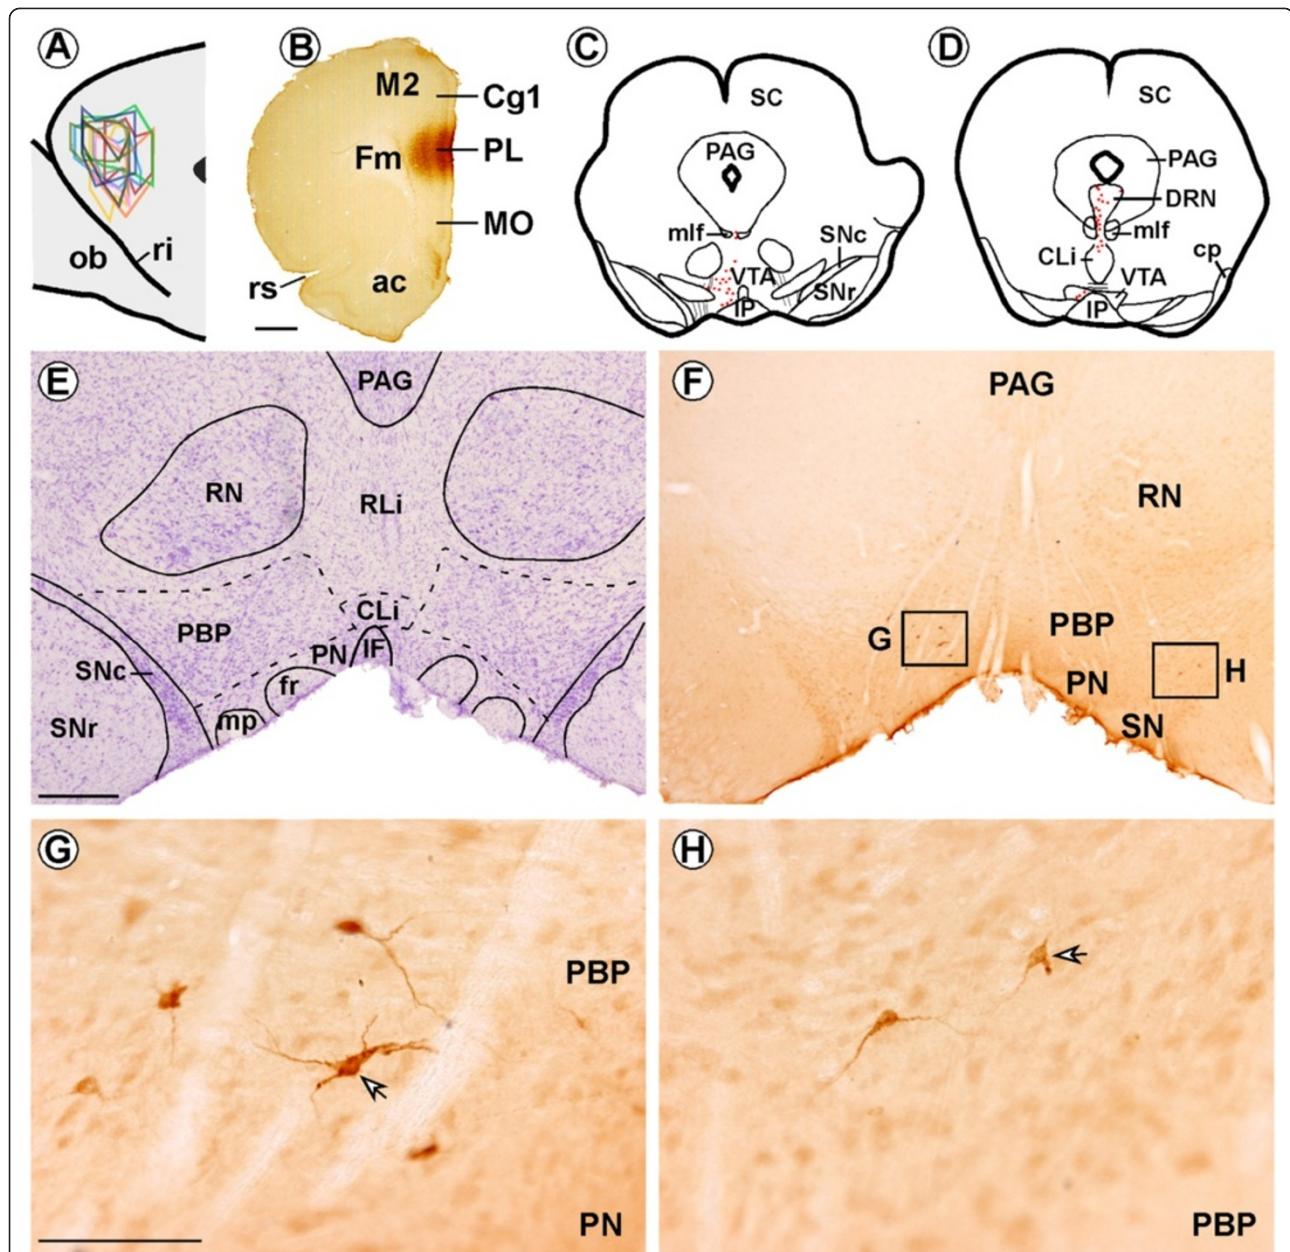 A
ob
ri
B
M2
Cg1
Fm
PL
MO
rs
ac
C
SC
PAG
mlf
SNc
VTA
SNr
IP
D
SC
PAG
DRN
mlf
CLi
cp
VTA
IP
E
PAG
RN
RLi
CLi
PBP
PN
IF
SNc
fr
SNr
mp
F
PAG
RN
G
PBP
PN
H
SN
G
PBP
PN
H
PBP